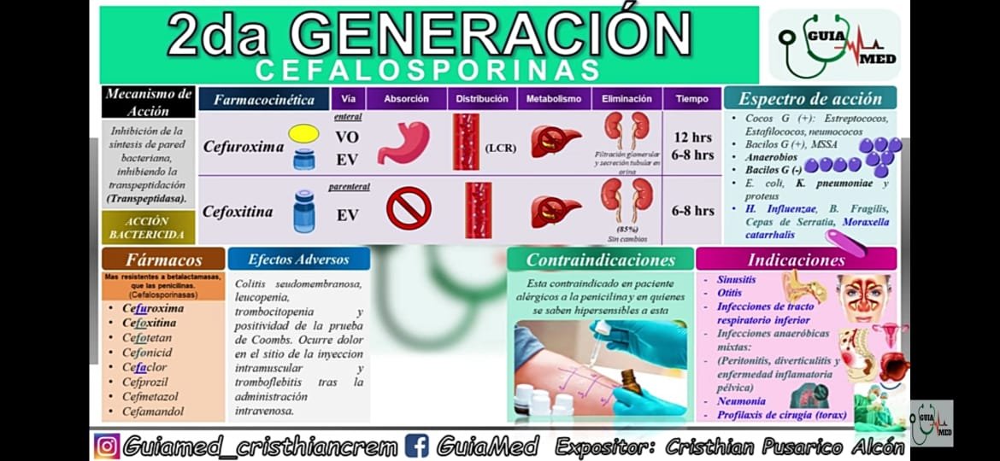 2da GENERACIÓN
CEFALOSPORINAS
GUIA
MED
Mecanismo de
Acción
Inhibición de la
síntesis de pared
bacteriana,
inhibiendo la
transpeptidación
(Transpeptidasa).
ACCIÓN
BACTERICIDA
Farmacocinética
Vía
Absorción
Distribución
Metabolismo
Eliminación
Tiempo
Cefuroxima
enteral
VO
EV
(LCR)
Filtración glomerular
y secreción tubular en
orina
12 hrs
6-8 hrs
Cefoxitina
parenteral
EV
(85%)
Sin cambios
6-8 hrs
Espectro de acción
• Cocos G (+): Estreptococos,
Estafilococos, neumococos
• Bacilos G (+), MSSA
• Anaerobios
• Bacilos G (-)
• E. coli, K. pneumoniae y
proteus
• H. Influenzae, B. Fragilis,
Cepas de Serratia, Moraxella
catarrhalis
Fármacos
Mas resistentes a betalactamasas,
que las penicilinas.
(Cefalosporinasas)
• Cefuroxima
• Cefoxitina
• Cefotetan
• Cefonicid
• Cefaclor
• Cefprozil
• Cefmetazol
• Cefamandol
Efectos Adversos
Colitis seudomembranosa,
leucopenia,
trombocitopenia y
positividad de la prueba
de Coombs. Ocurre dolor
en el sitio de la inyeccion
intramuscular y
tromboflebitis tras la
administración
intravenosa.
Contraindicaciones
Esta contraindicado en paciente
alérgicos a la penicilina y en quienes
se saben hipersensibles a esta
Indicaciones
- Sinusitis
- Otitis
- Infecciones de tracto
respiratorio inferior
- Infecciones anaeróbicas
mixtas:
- (Peritonitis, diverticulitis y
enfermedad inflamatoria
pélvica)
- Neumonía
- Profilaxis de cirugía (torax)
Guiamed_cristhiancrem
GuiaMed
Expositor: Cristhian Pusarico Alcón
GUIA
MED